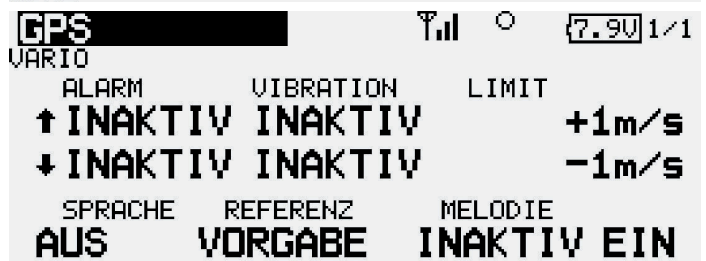 GPS 7.9V 1/1
VARIO
ALARM VIBRATION LIMIT
↑ INAKTIV INAKTIV +1m/s
↓ INAKTIV INAKTIV -1m/s
SPRACHE REFERENZ MELODIE
AUS VORGABE INAKTIV EIN